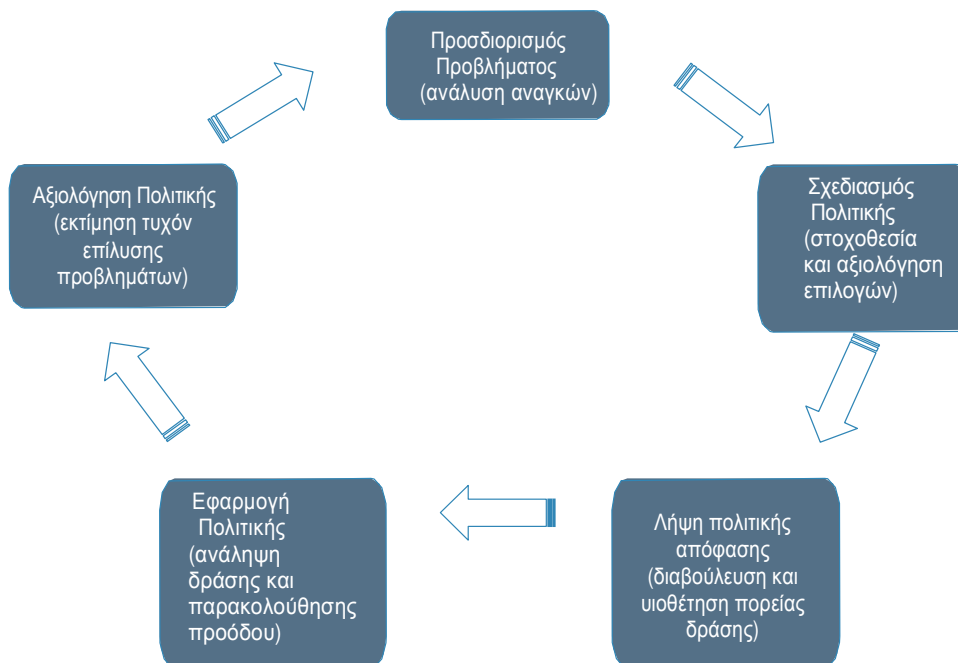 Προσδιορισμός
Προβλήματος
(ανάλυση αναγκών)
Σχεδιασμός
Πολιτικής
(στοχοθεσία
και αξιολόγηση
επιλογών)
Λήψη πολιτικής
απόφασης
(διαβούλευση και
υιοθέτηση πορείας
δράσης)
Εφαρμογή
Πολιτικής
(ανάληψη
δράσης και
παρακολούθησης
προόδου)
Αξιολόγηση Πολιτικής
(εκτίμηση τυχόν
επίλυσης
προβλημάτων)